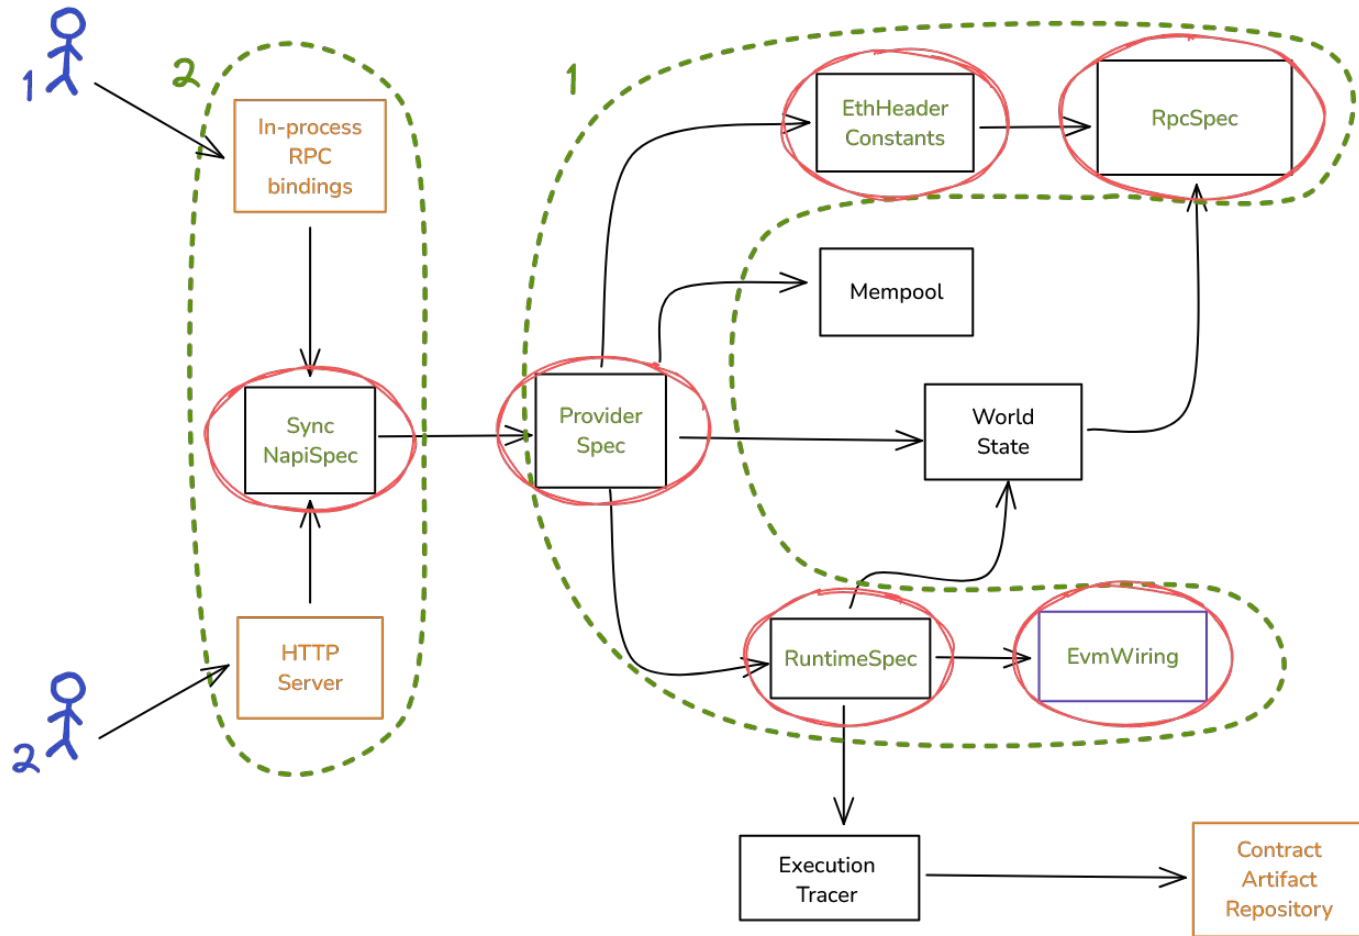 1
2
In-process
RPC
bindings
1
EthHeader
Constants
RpcSpec
Mempool
Sync
NapiSpec
Provider
Spec
World
State
HTTP
Server
2
RuntimeSpec
EvmWiring
Execution
Tracer
Contract
Artifact
Repository